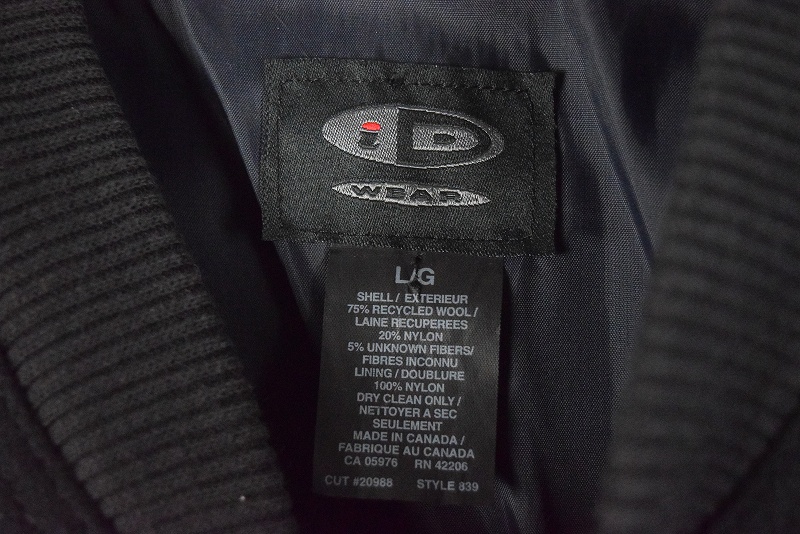 iD
WEAR
L/G
SHELL / EXTERIEUR
75% RECYCLED WOOL /
LAINE RECUPEREES
20% NYLON
5% UNKNOWN FIBERS/
FIBRES INCONNU
LINING / DOUBLURE
100% NYLON
DRY CLEAN ONLY /
NETTOYER A SEC
SEULEMENT
MADE IN CANADA /
FABRIQUE AU CANADA
CA 05976 RN 42206
CUT #20988 STYLE 839